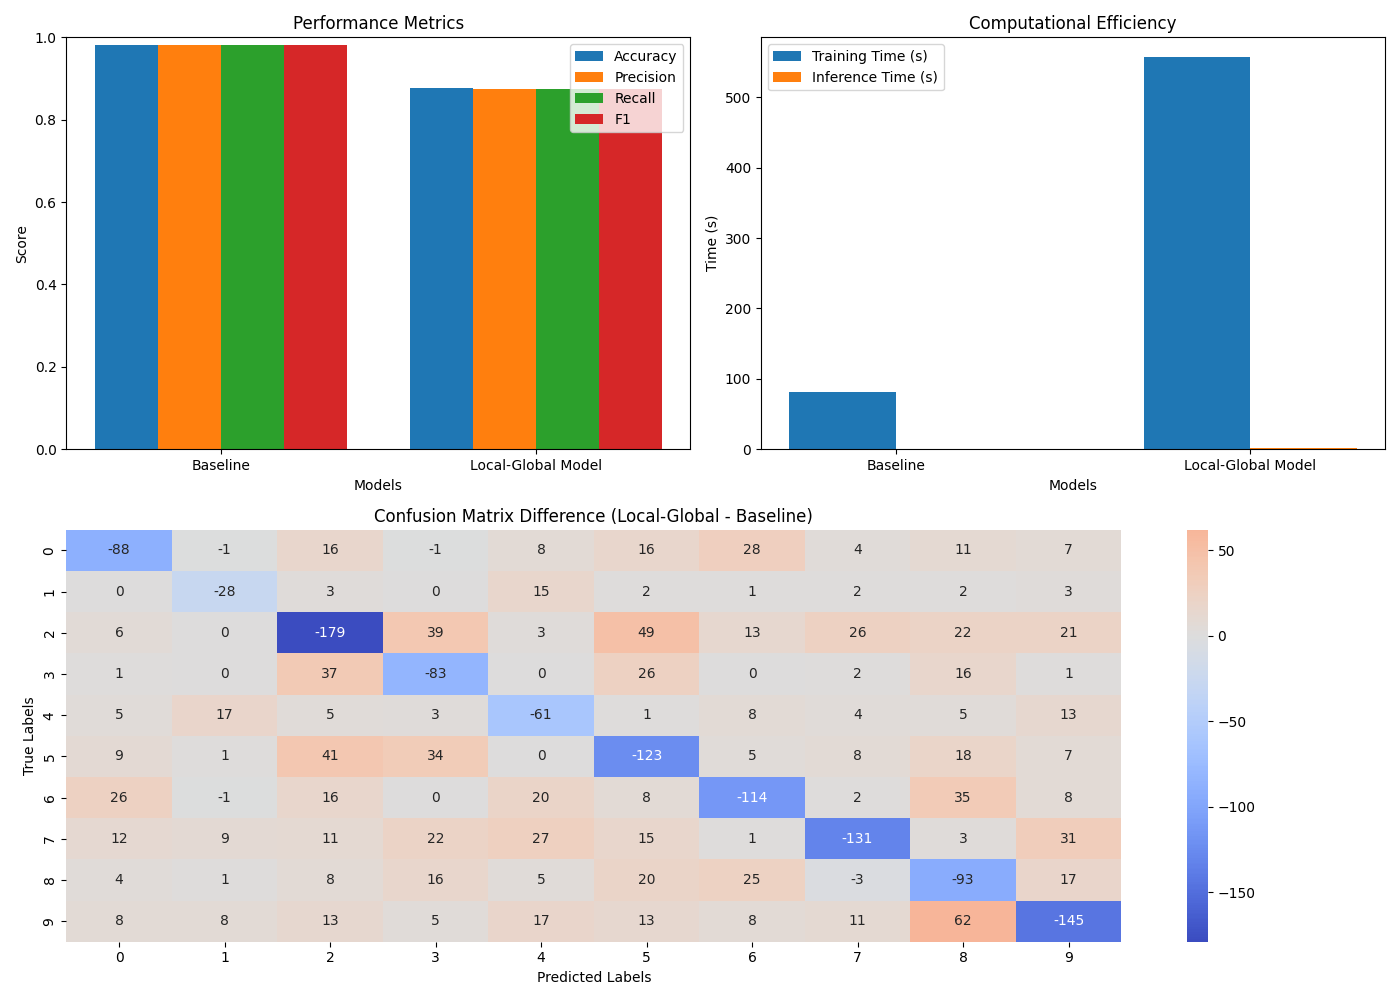 Performance Metrics
1.0
0.8
0.6
0.4
0.2
0.0
Score
Accuracy
Precision
Recall
F1
Baseline
Local-Global Model
Models
Computational Efficiency
500
400
300
200
100
0
Time (s)
Training Time (s)
Inference Time (s)
Baseline
Local-Global Model
Models
Confusion Matrix Difference (Local-Global - Baseline)
True Labels
0 -88 -1 16 -1 8 16 28 4 11 7
1 0 -28 3 0 15 2 1 2 2 3
2 6 0 -179 39 3 49 13 26 22 21
3 1 0 37 -83 0 26 0 2 16 1
4 5 17 5 3 -61 1 8 4 5 13
5 9 1 41 34 0 -123 5 8 18 7
6 26 -1 16 0 20 8 -114 2 35 8
7 12 9 11 22 27 15 1 -131 3 31
8 4 1 8 16 5 20 25 -3 -93 17
9 8 8 13 5 17 13 8 11 62 -145
0 1 2 3 4 5 6 7 8 9
Predicted Labels
50
0
−50
−100
−150